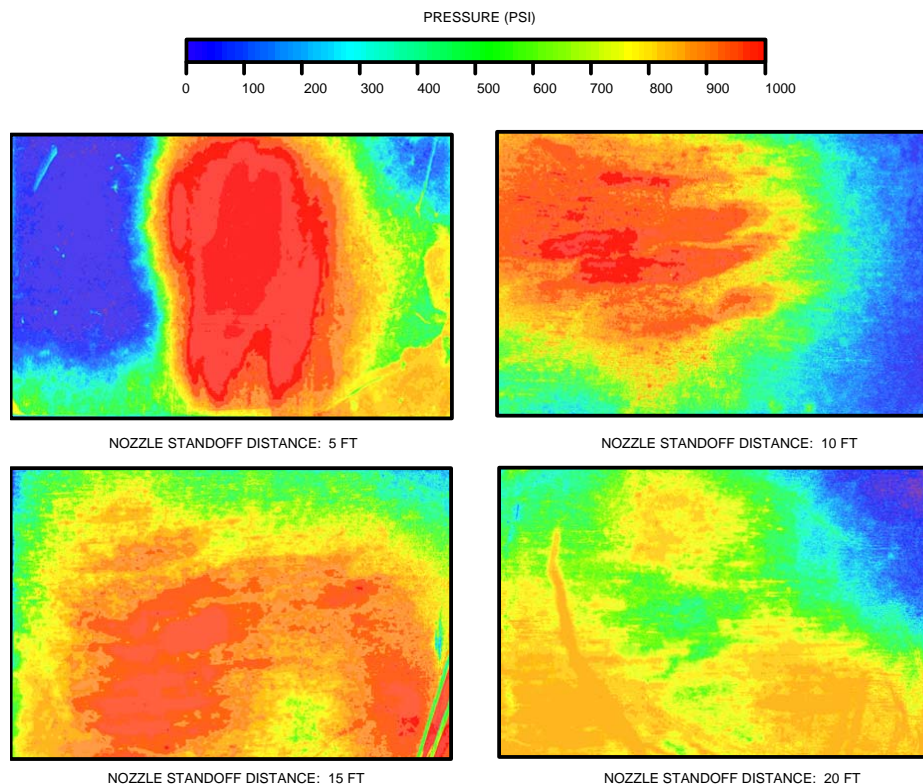 PRESSURE (PSI)
0 100 200 300 400 500 600 700 800 900 1000
NOZZLE STANDOFF DISTANCE: 5 FT
NOZZLE STANDOFF DISTANCE: 10 FT
NOZZLE STANDOFF DISTANCE: 15 FT
NOZZLE STANDOFF DISTANCE: 20 FT